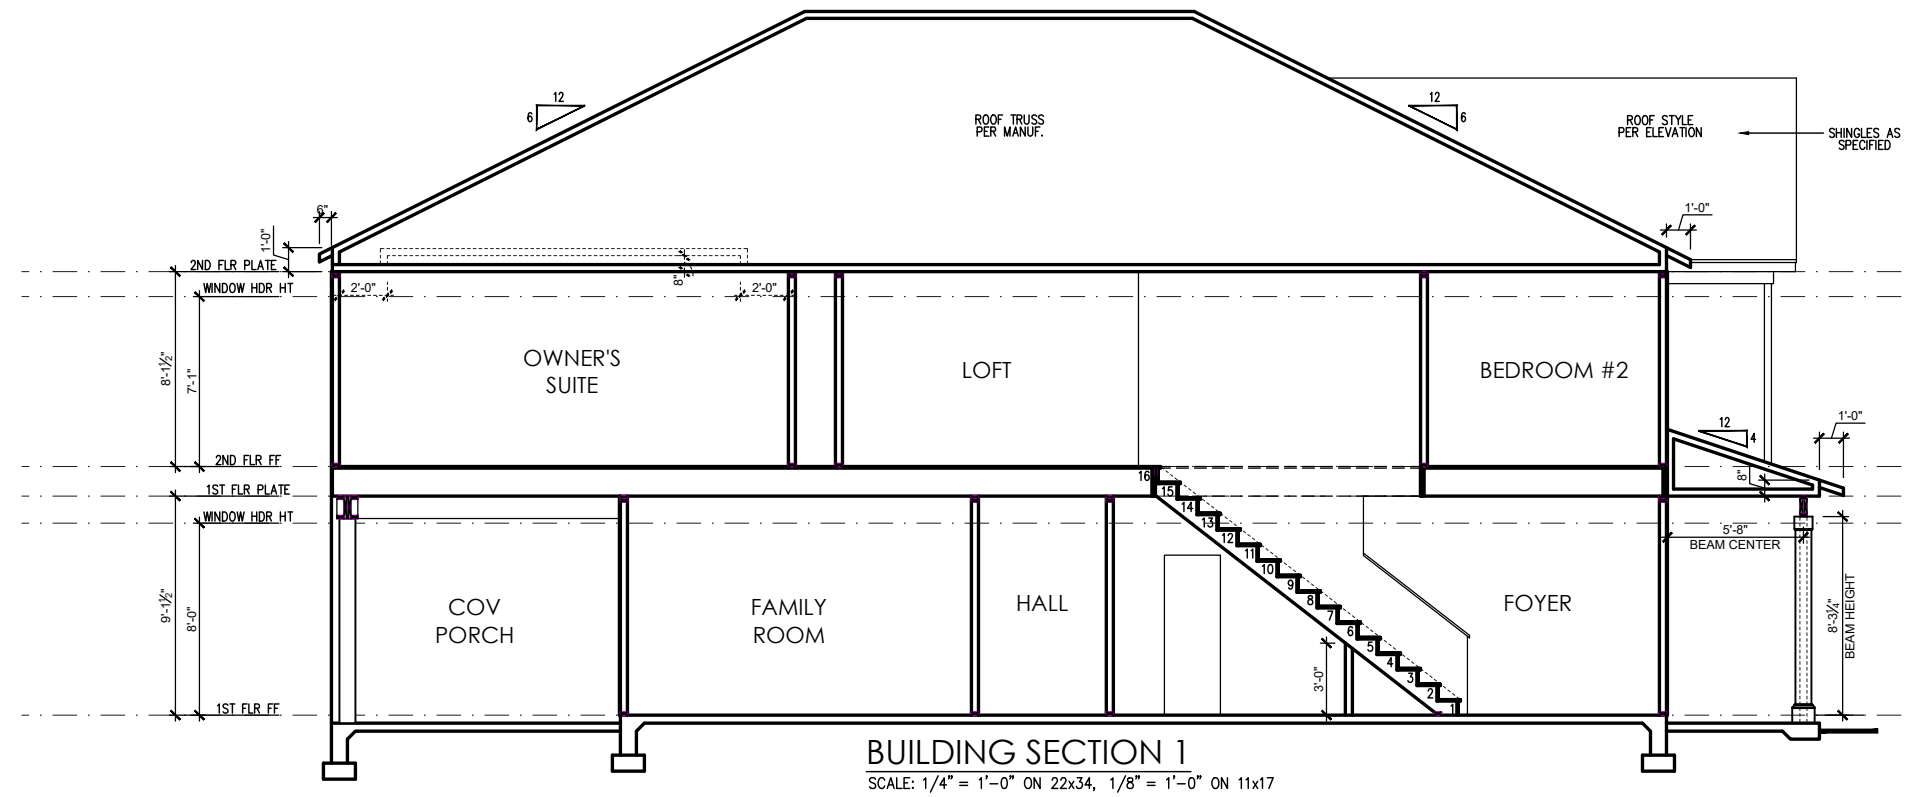 12
6
ROOF TRUSS
PER MANUF.
12
6
ROOF STYLE
PER ELEVATION
SHINGLES AS
SPECIFIED
6"
1'-0"
1'-0"
2ND FLR PLATE
WINDOW HDR HT
2'-0"
8"
2'-0"
8'-1½"
7'-1"
OWNER'S
SUITE
LOFT
BEDROOM #2
12
4
1'-0"
8"
2ND FLR FF
1ST FLR PLATE
WINDOW HDR HT
16
15
14
13
12
11
10
9
8
7
6
5
4
3
2
1
5'-8"
BEAM CENTER
9'-1½"
8'-0"
COV
PORCH
FAMILY
ROOM
HALL
FOYER
3'-0"
8'-3¼"
BEAM HEIGHT
1ST FLR FF
BUILDING SECTION 1
SCALE: 1/4" = 1'-0" ON 22x34, 1/8" = 1'-0" ON 11x17